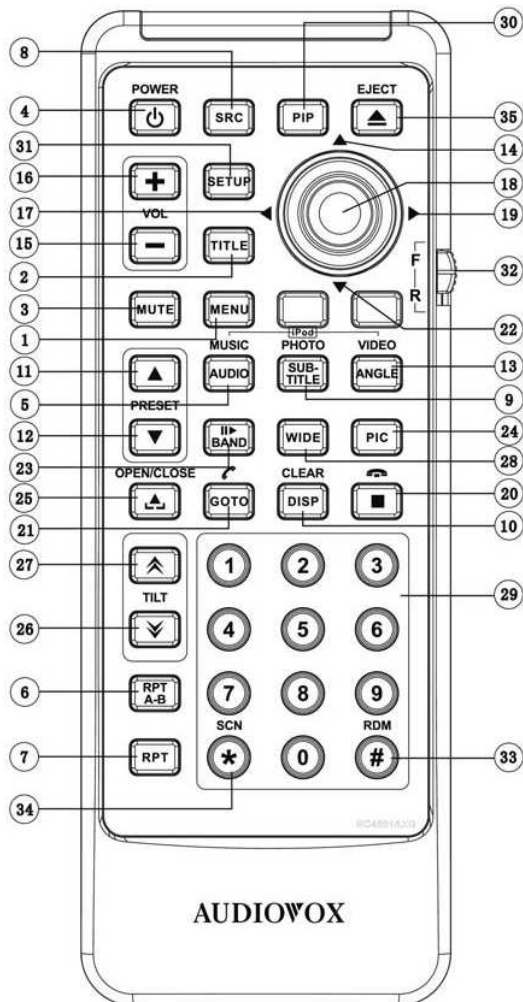 30
8
POWER
EJECT
4
SRC
PIP
35
31
14
16
SETUP
18
17
VOL
19
15
TITLE
F
32
2
R
3
MUTE
MENU
22
1
iPod
MUSIC
PHOTO
VIDEO
11
AUDIO
SUB-
TITLE
ANGLE
13
5
PRESET
9
12
BAND
WIDE
PIC
24
23
28
OPEN/CLOSE
CLEAR
25
GOTO
DISP
20
21
10
27
1
2
3
29
TILT
26
4
5
6
6
RPT
A-B
7
8
9
SCN
RDM
7
RPT
*
0
#
33
34
AUDIOVOX